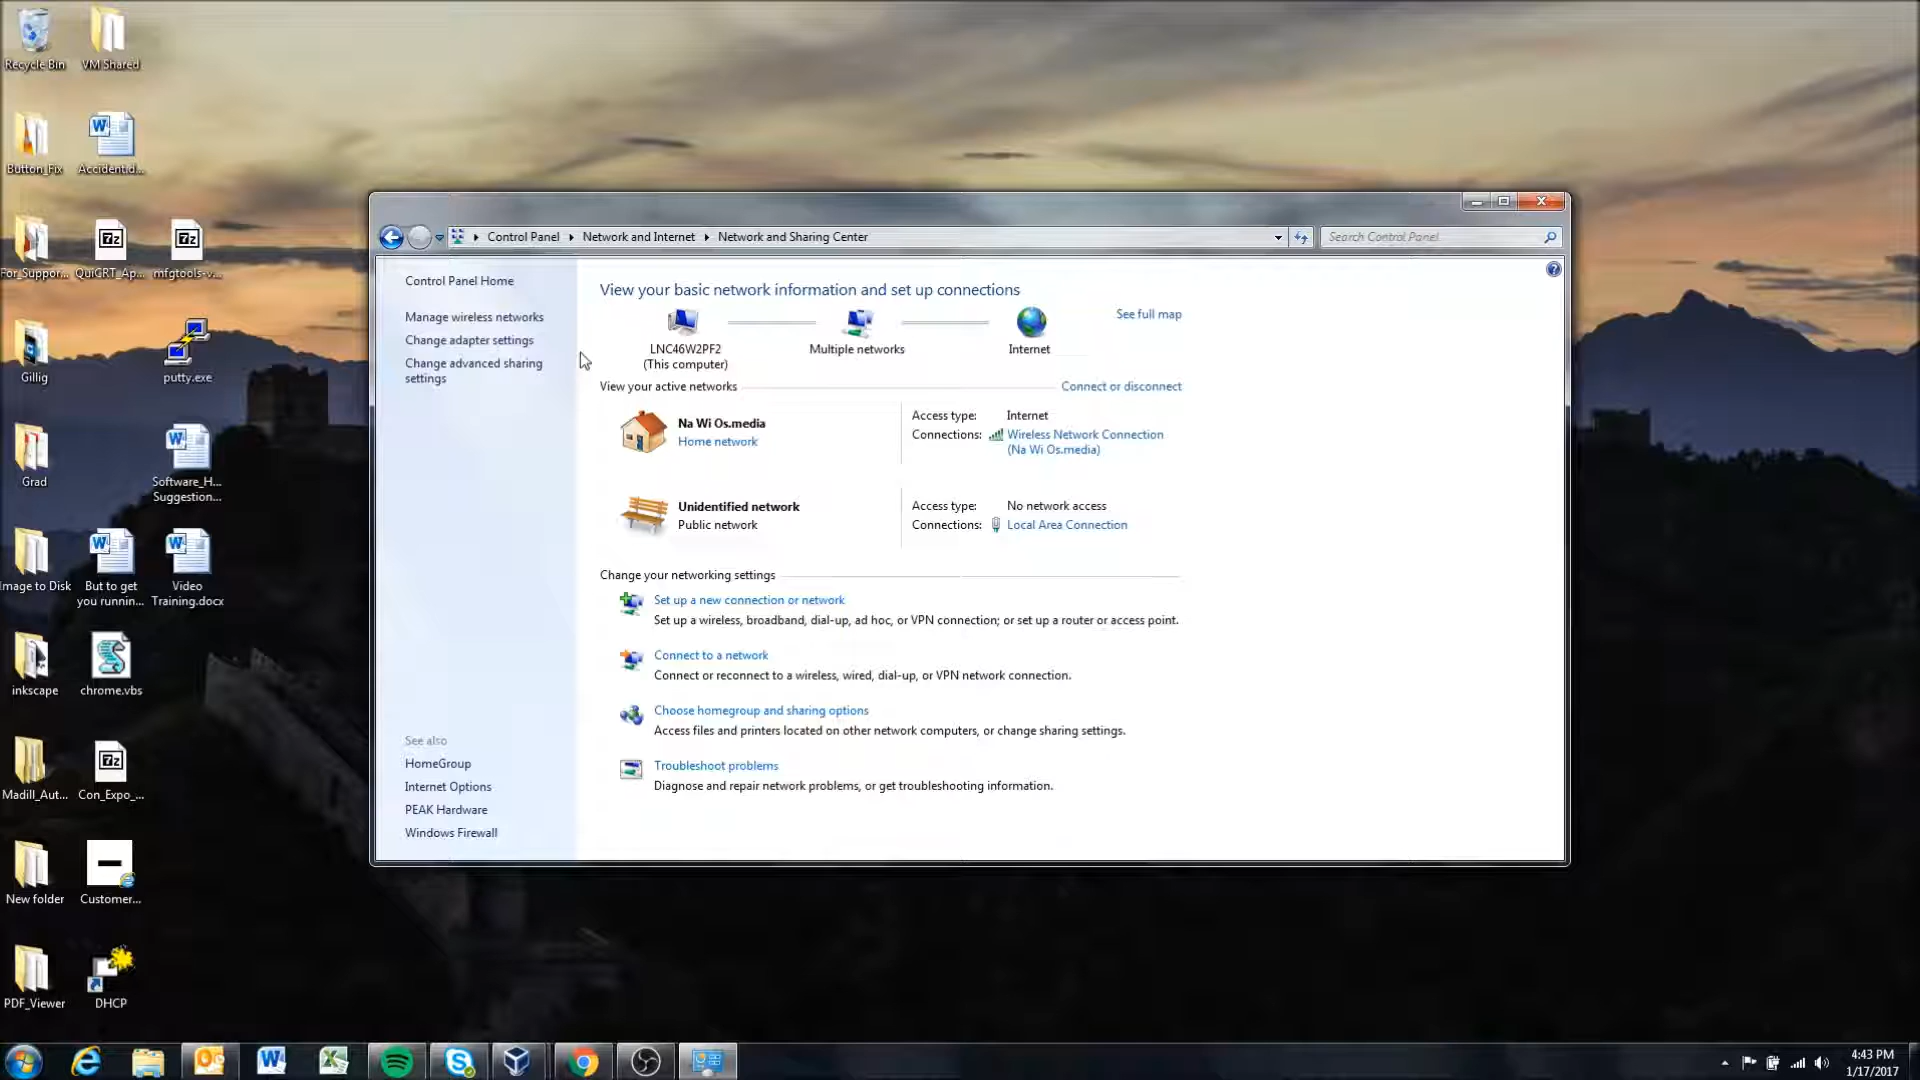 Recycle Bin
VM Shared
Button_Fix
Accidentid...
For_Suppor...
QuiGRT_Ap...
mfgtools-v...
Gillig
putty.exe
Grad
Software_H...
Suggestion...
Image to Disk
But to get
you runnin...
Video
Training.docx
inkscape
chrome.vbs
Madill_Aut...
Con_Expo_...
New folder
Customer...
PDF_Viewer
DHCP
Control Panel
Network and Internet
Network and Sharing Center
Search Control Panel
Control Panel Home
Manage wireless networks
Change adapter settings
Change advanced sharing
settings
See also
HomeGroup
Internet Options
PEAK Hardware
Windows Firewall
View your basic network information and set up connections
See full map
LNC46W2PF2
(This computer)
Multiple networks
Internet
View your active networks
Connect or disconnect
Na Wi Os.media
Home network
Access type: Internet
Connections: Wireless Network Connection
(Na Wi Os.media)
Unidentified network
Public network
Access type: No network access
Connections: Local Area Connection
Change your networking settings
Set up a new connection or network
Set up a wireless, broadband, dial-up, ad hoc, or VPN connection; or set up a router or access point.
Connect to a network
Connect or reconnect to a wireless, wired, dial-up, or VPN network connection.
Choose homegroup and sharing options
Access files and printers located on other network computers, or change sharing settings.
Troubleshoot problems
Diagnose and repair network problems, or get troubleshooting information.
4:43 PM
1/17/2017